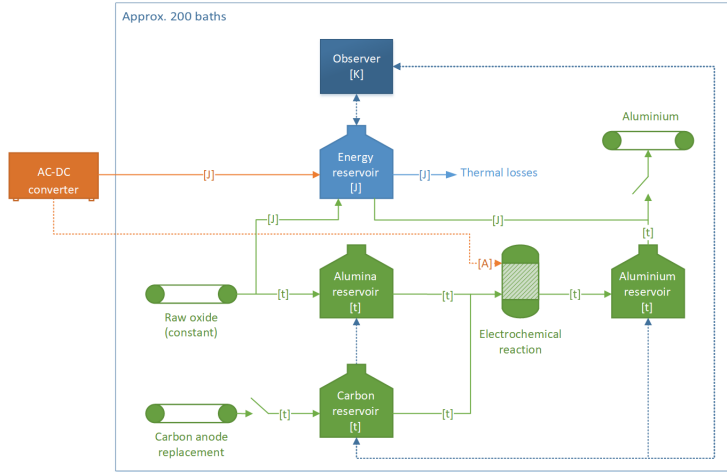 Approx. 200 baths
Observer
[K]
Aluminium
AC-DC
converter
[J]
Energy
reservoir
[J]
[J]
Thermal losses
[J]
[J]
[t]
[A]
Raw oxide
(constant)
[t]
Alumina
reservoir
[t]
[t]
Electrochemical
reaction
[t]
Aluminium
reservoir
[t]
Carbon anode
replacement
[t]
Carbon
reservoir
[t]
[t]